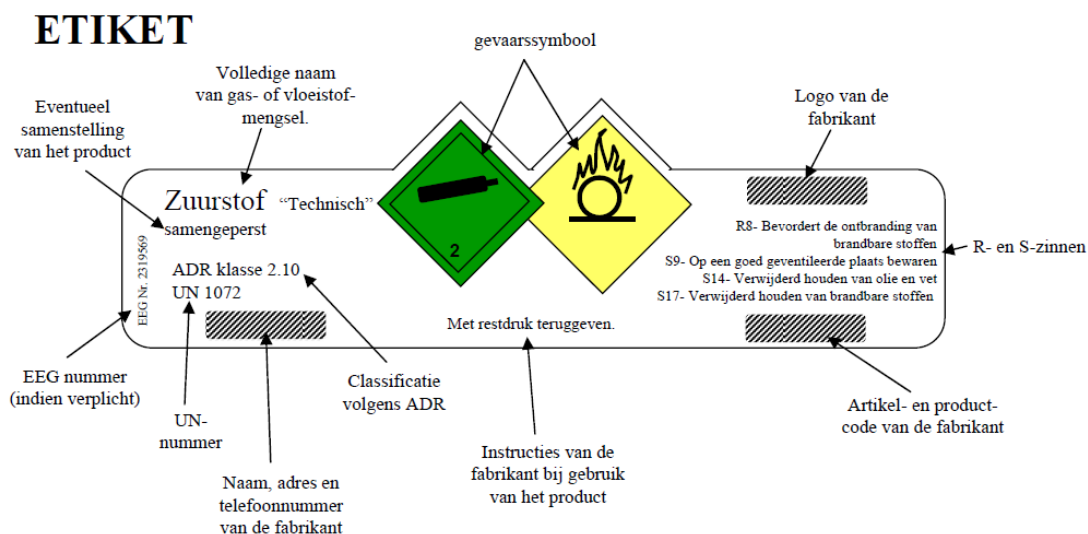 ETIKET
gevaarssymbool
Volledige naam
van gas- of vloeistof-
mengsel.
Eventueel
samenstelling
van het product
Logo van de
fabrikant
Zuurstof “Technisch”
samengeperst
2
R8- Bevordert de ontbranding van
brandbare stoffen
S9- Op een goed geventileerde plaats bewaren
S14- Verwijderd houden van olie en vet
S17- Verwijderd houden van brandbare stoffen
R- en S-zinnen
EEG Nr. 2319569
ADR klasse 2.10
UN 1072
Met restdruk teruggeven.
EEG nummer
(indien verplicht)
UN-
nummer
Classificatie
volgens ADR
Artikel- en product-
code van de fabrikant
Naam, adres en
telefoonnummer
van de fabrikant
Instructies van de
fabrikant bij gebruik
van het product